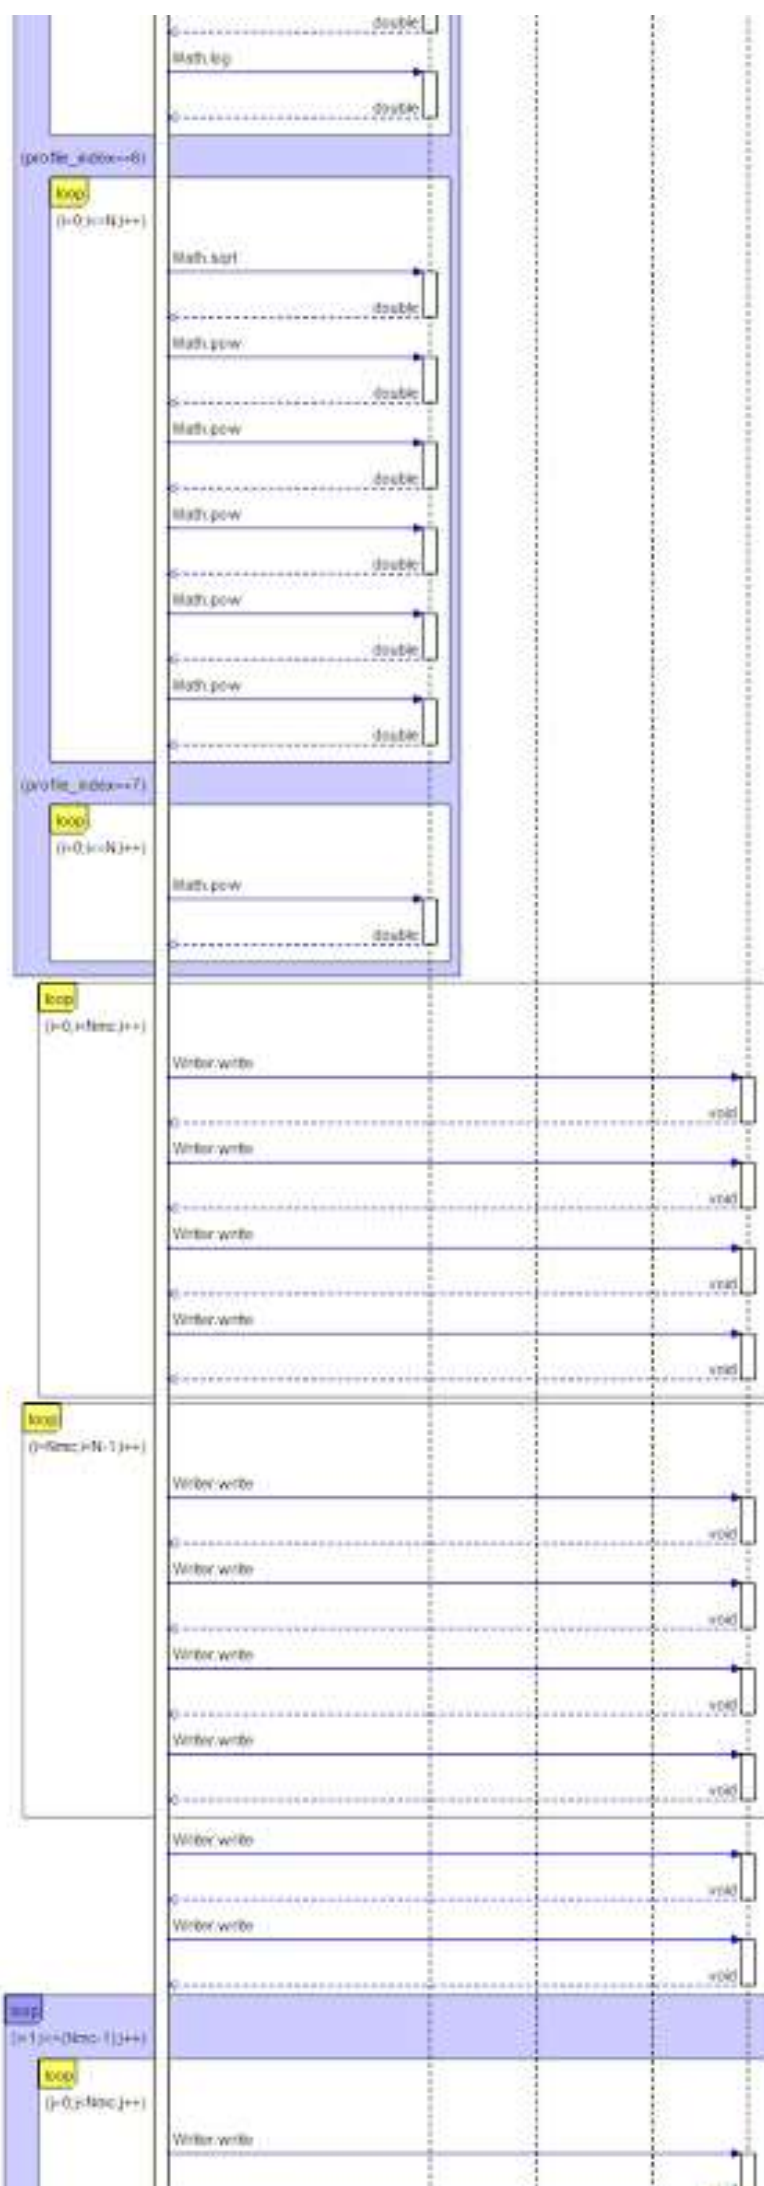 double
Math.log
double
(profile_index==6)
loop
(i=0;i<=N;i++)
Math.sqrt
double
Math.pow
double
Math.pow
double
Math.pow
double
Math.pow
double
Math.pow
double
(profile_index==7)
loop
(i=0;i<=N;i++)
Math.pow
double
loop
(i=0;i<Nmc;i++)
Writer.write
void
Writer.write
void
Writer.write
void
Writer.write
void
loop
(i=Nmc;i<N-1;i++)
Writer.write
void
Writer.write
void
Writer.write
void
Writer.write
void
Writer.write
void
Writer.write
void
loop
(i=1;i<=(Nmc-1);i++)
loop
(j=0;j<Nmc;j++)
Writer.write